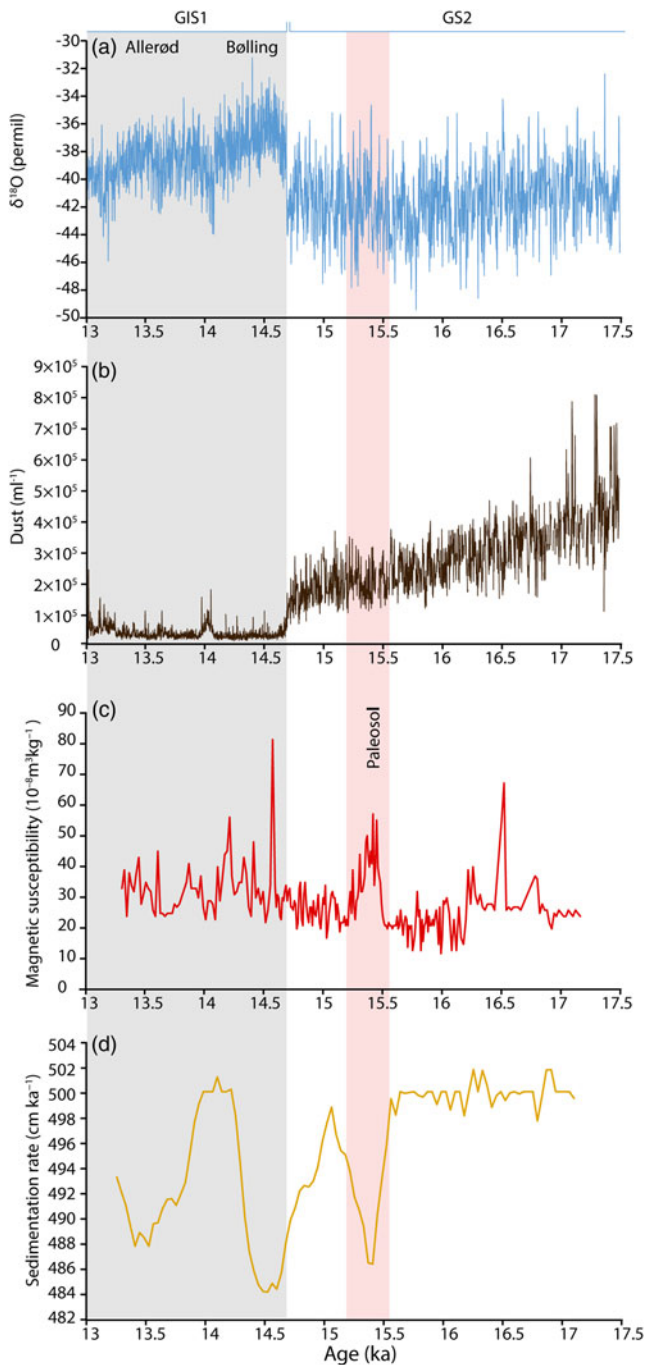 GIS1 GS2
(a) Allerød Bølling
-30
-32
-34
-36
-38
-40
-42
-44
-46
-48
-50
δ¹⁸O (permil)
13 13.5 14 14.5 15 15.5 16 16.5 17 17.5
(b)
9×10⁵
8×10⁵
7×10⁵
6×10⁵
5×10⁵
4×10⁵
3×10⁵
2×10⁵
1×10⁵
0
Dust (ml⁻¹)
13 13.5 14 14.5 15 15.5 16 16.5 17 17.5
(c)
90
80
70
60
50
40
30
20
10
0
Magnetic susceptibility (10⁻⁸m³kg⁻¹)
Paleosol
13 13.5 14 14.5 15 15.5 16 16.5 17 17.5
(d)
504
502
500
498
496
494
492
490
488
486
484
482
Sedimentation rate (cm ka⁻¹)
13 13.5 14 14.5 15 15.5 16 16.5 17 17.5
Age (ka)